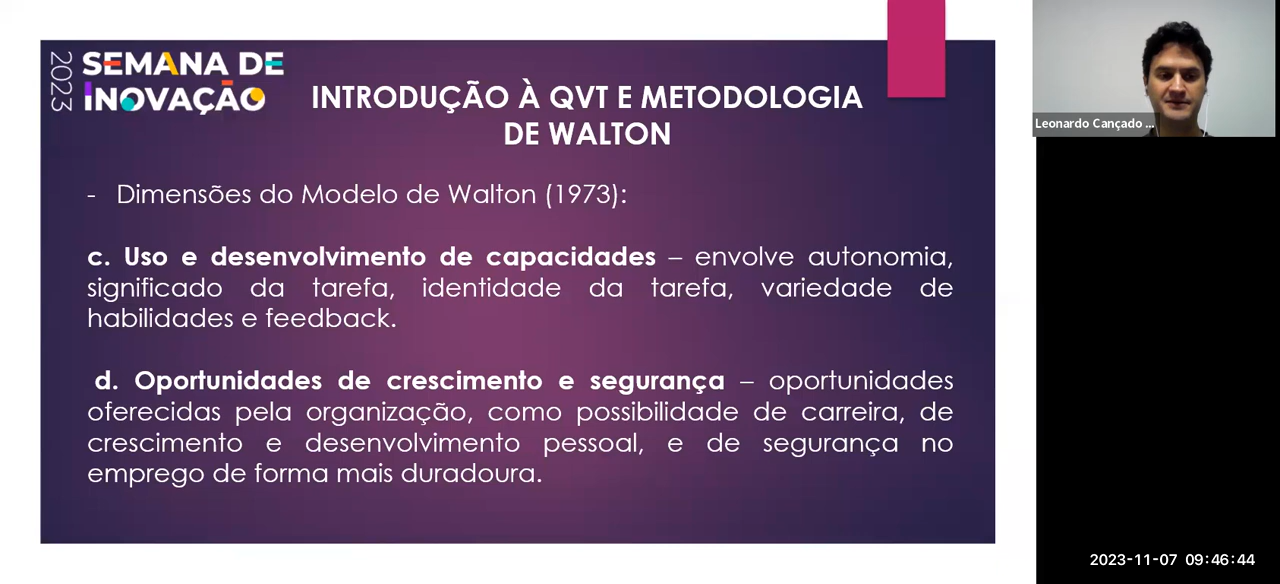 2023
SEMANA DE
INOVAÇÃO
INTRODUÇÃO À QVT E METODOLOGIA
DE WALTON
- Dimensões do Modelo de Walton (1973):
c. Uso e desenvolvimento de capacidades – envolve autonomia,
significado da tarefa, identidade da tarefa, variedade de
habilidades e feedback.
d. Oportunidades de crescimento e segurança – oportunidades
oferecidas pela organização, como possibilidade de carreira, de
crescimento e desenvolvimento pessoal, e de segurança no
emprego de forma mais duradoura.
Leonardo Cançado ...
2023-11-07 09:46:44